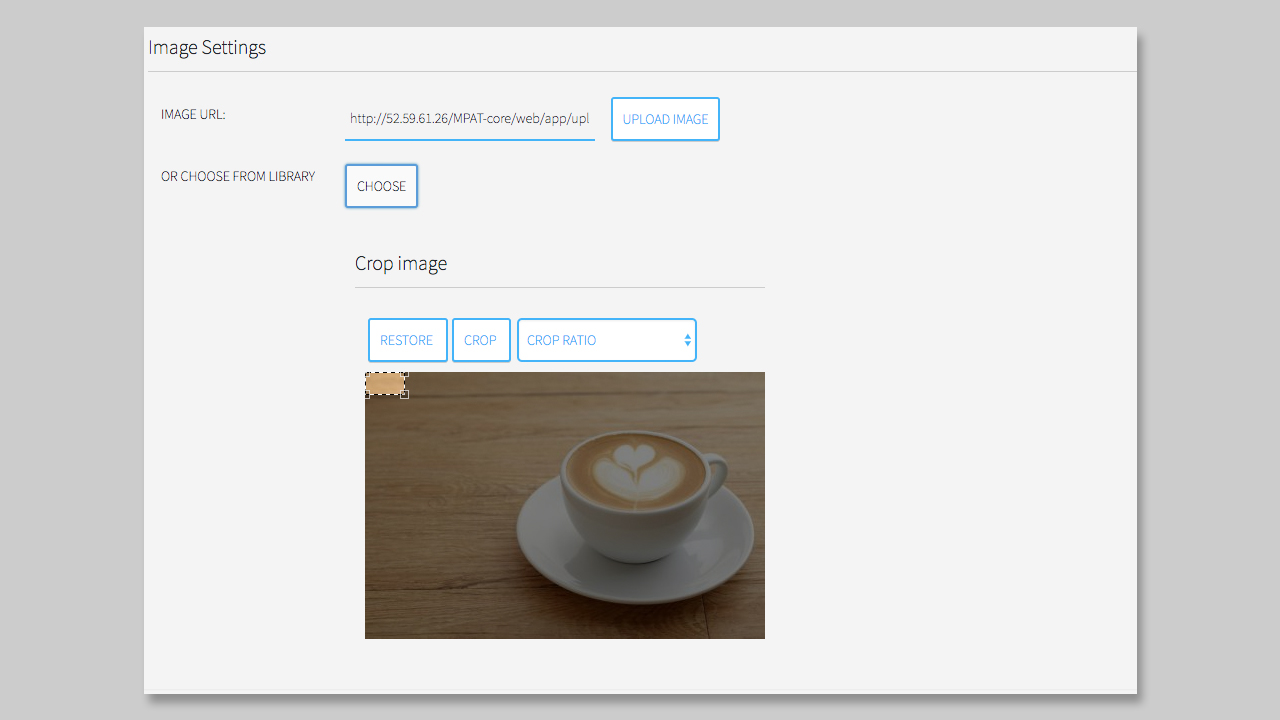 Image Settings
IMAGE URL:
http://52.59.61.26/MPAT-core/web/app/upl
UPLOAD IMAGE
OR CHOOSE FROM LIBRARY
CHOOSE
Crop image
RESTORE
CROP
CROP RATIO